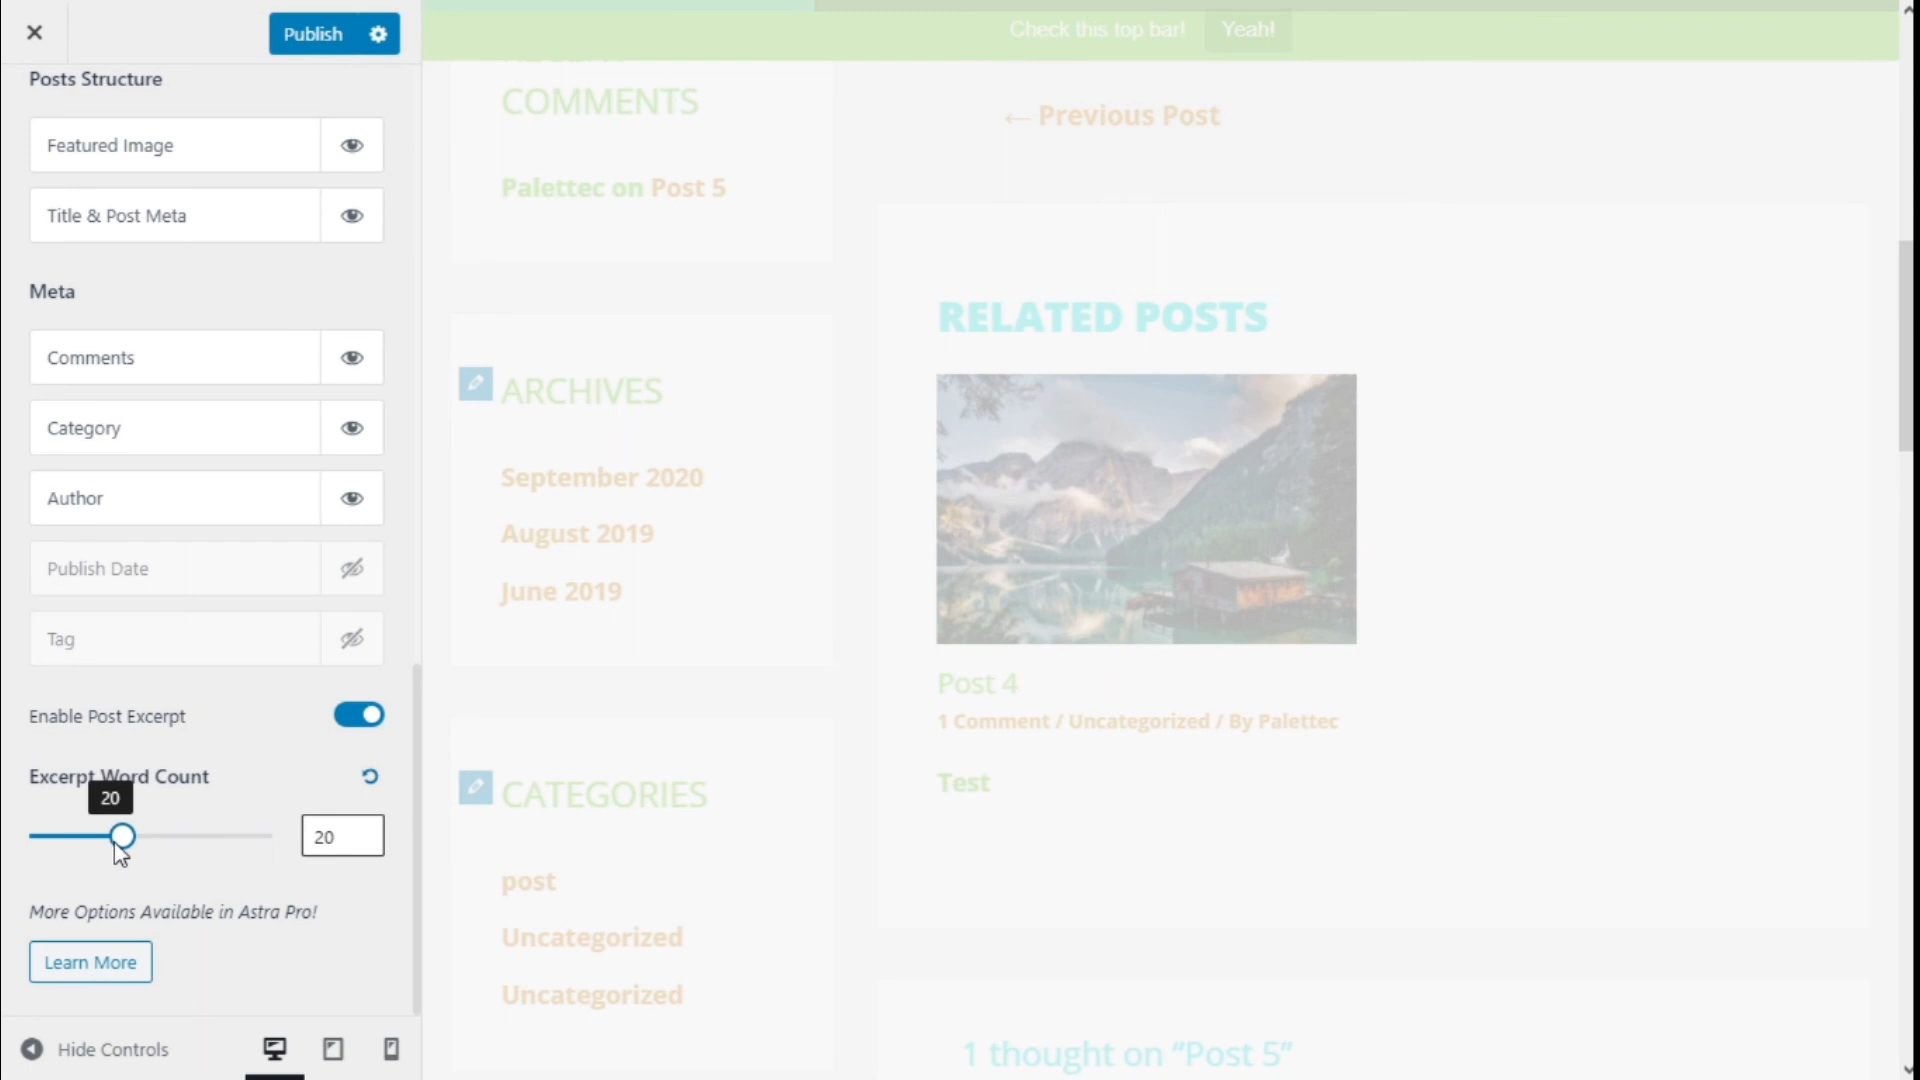 Publish
Posts Structure
Featured Image
Title & Post Meta
Meta
Comments
Category
Author
Publish Date
Tag
Enable Post Excerpt
Excerpt Word Count
20
20
More Options Available in Astra Pro!
Learn More
Hide Controls
Check this top bar! Yeah!
COMMENTS
Palettec on Post 5
ARCHIVES
September 2020
August 2019
June 2019
CATEGORIES
post
Uncategorized
Uncategorized
← Previous Post
RELATED POSTS
Post 4
1 Comment / Uncategorized / By Palettec
Test
1 thought on “Post 5”